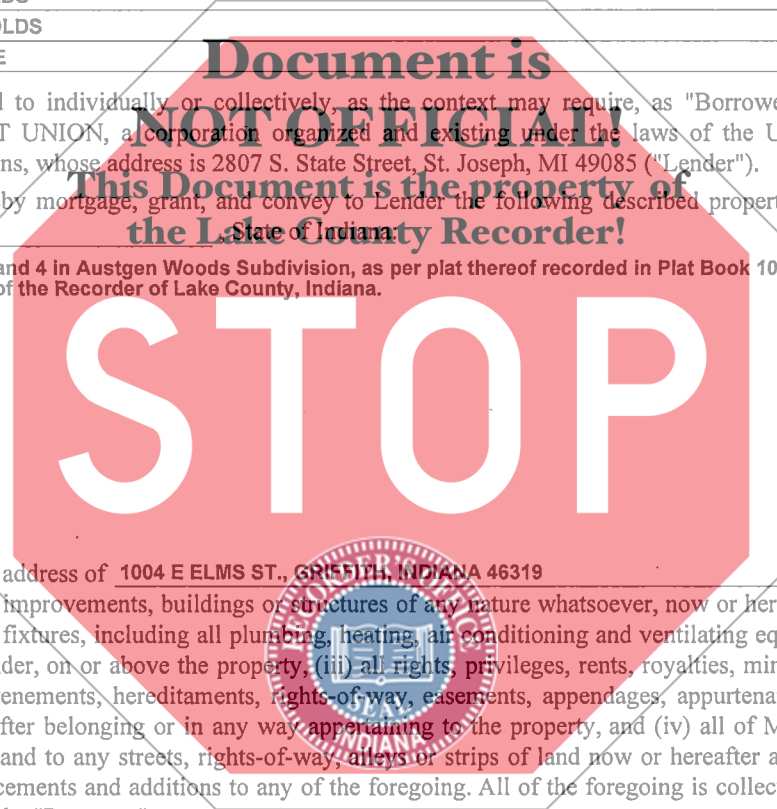 OLDS
E
Document is
d to individually or collectively, as the context may require, as "Borrowe
NOT OFFICIAL!
T UNION, a corporation organized and existing under the laws of the U
ns, whose address is 2807 S. State Street, St. Joseph, MI 49085 ("Lender").
This Document is the property of
by mortgage, grant, and convey to Lender the following described propert
the Lake County Recorder!
, State of Indiana:
and 4 in Austgen Woods Subdivision, as per plat thereof recorded in Plat Book 10
of the Recorder of Lake County, Indiana.
STOP
address of 1004 E ELMS ST., GRIFFITH, INDIANA 46319
improvements, buildings or structures of any nature whatsoever, now or her
fixtures, including all plumbing, heating, air conditioning and ventilating eq
der, on or above the property, (iii) all rights, privileges, rents, royalties, min
enements, hereditaments, rights-of-way, easements, appendages, appurtena
fter belonging or in any way appertaining to the property, and (iv) all of M
and to any streets, rights-of-way, alleys or strips of land now or hereafter a
cements and additions to any of the foregoing. All of the foregoing is collec
RECORDER'S OFFICE
SEAL
INDIANA